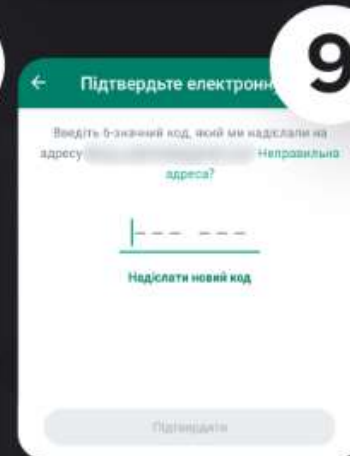 9
Підтвердьте електронн
Введіть 6-значний код, який ми надіслали на
адресу Неправильна
адреса?
Надіслати новий код
Підтвердити